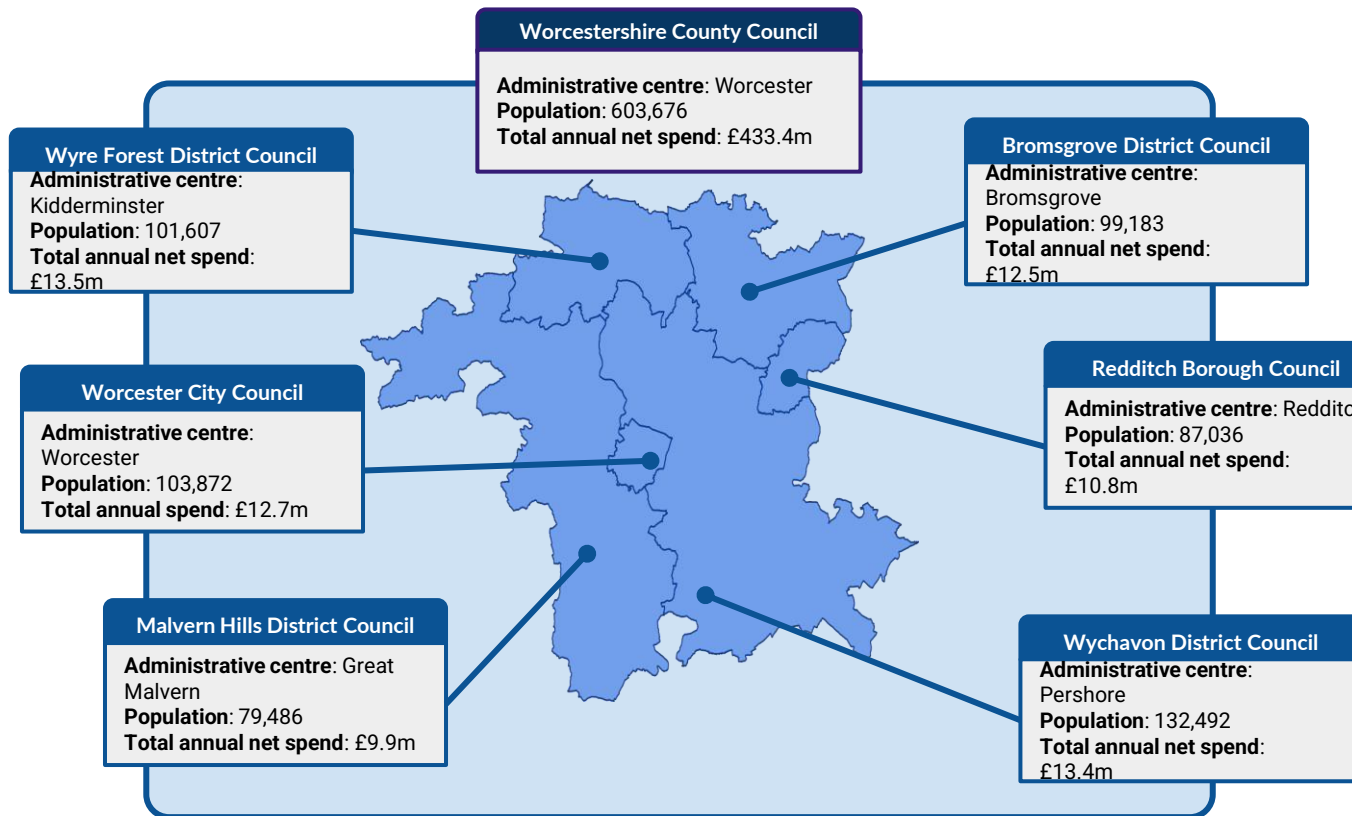 Worcestershire County Council
Administrative centre: Worcester
Population: 603,676
Total annual net spend: £433.4m
Wyre Forest District Council
Administrative centre:
Kidderminster
Population: 101,607
Total annual net spend:
£13.5m
Bromsgrove District Council
Administrative centre:
Bromsgrove
Population: 99,183
Total annual net spend:
£12.5m
Worcester City Council
Administrative centre:
Worcester
Population: 103,872
Total annual spend: £12.7m
Redditch Borough Council
Administrative centre: Reddito
Population: 87,036
Total annual net spend:
£10.8m
Malvern Hills District Council
Administrative centre: Great
Malvern
Population: 79,486
Total annual net spend: £9.9m
Wychavon District Council
Administrative centre:
Pershore
Population: 132,492
Total annual net spend:
£13.4m